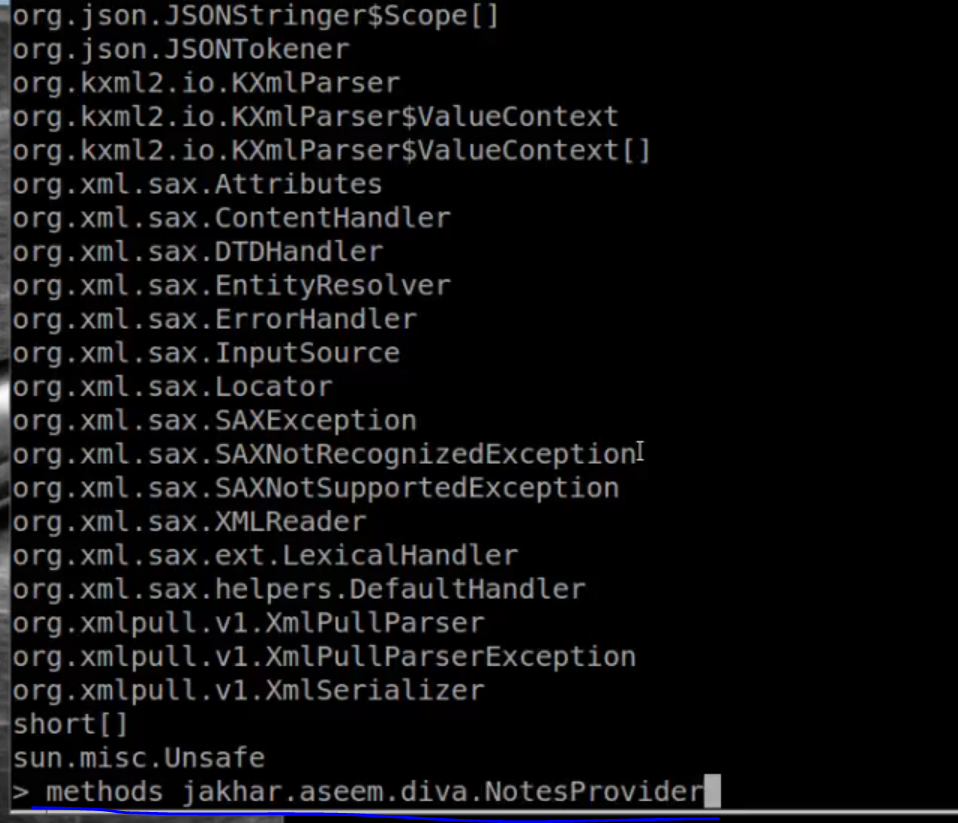 org.json.JSONStringer$Scope[]
org.json.JSONTokener
org.kxml2.io.KXmlParser
org.kxml2.io.KXmlParser$ValueContext
org.kxml2.io.KXmlParser$ValueContext[]
org.xml.sax.Attributes
org.xml.sax.ContentHandler
org.xml.sax.DTDHandler
org.xml.sax.EntityResolver
org.xml.sax.ErrorHandler
org.xml.sax.InputSource
org.xml.sax.Locator
org.xml.sax.SAXException
org.xml.sax.SAXNotRecognizedException
org.xml.sax.SAXNotSupportedException
org.xml.sax.XMLReader
org.xml.sax.ext.LexicalHandler
org.xml.sax.helpers.DefaultHandler
org.xmlpull.v1.XmlPullParser
org.xmlpull.v1.XmlPullParserException
org.xmlpull.v1.XmlSerializer
short[]
sun.misc.Unsafe
> methods jakhar.aseem.diva.NotesProvider